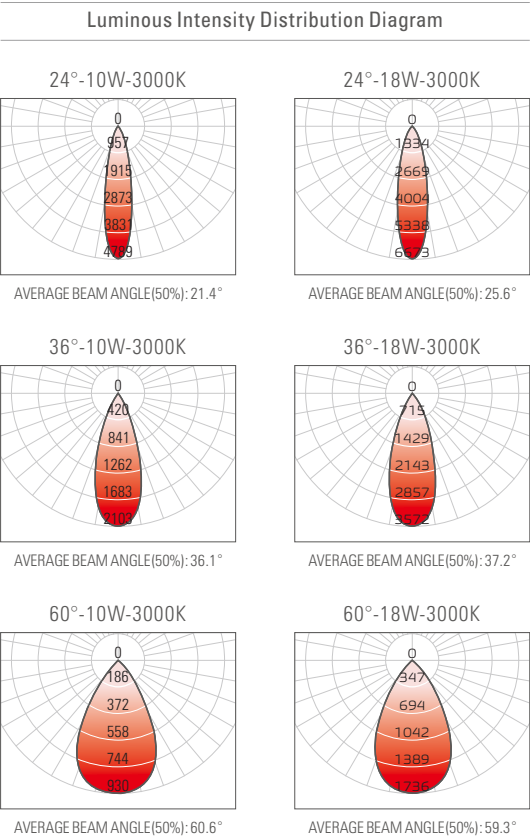 Luminous Intensity Distribution Diagram
24°-10W-3000K
0
957
1915
2873
3831
4789
AVERAGE BEAM ANGLE(50%): 21.4°
24°-18W-3000K
0
1334
2669
4004
5338
6673
AVERAGE BEAM ANGLE(50%): 25.6°
36°-10W-3000K
0
420
841
1262
1683
2103
AVERAGE BEAM ANGLE(50%): 36.1°
36°-18W-3000K
0
715
1429
2143
2857
3572
AVERAGE BEAM ANGLE(50%): 37.2°
60°-10W-3000K
0
186
372
558
744
930
AVERAGE BEAM ANGLE(50%): 60.6°
60°-18W-3000K
0
347
694
1042
1389
1736
AVERAGE BEAM ANGLE(50%): 59.3°